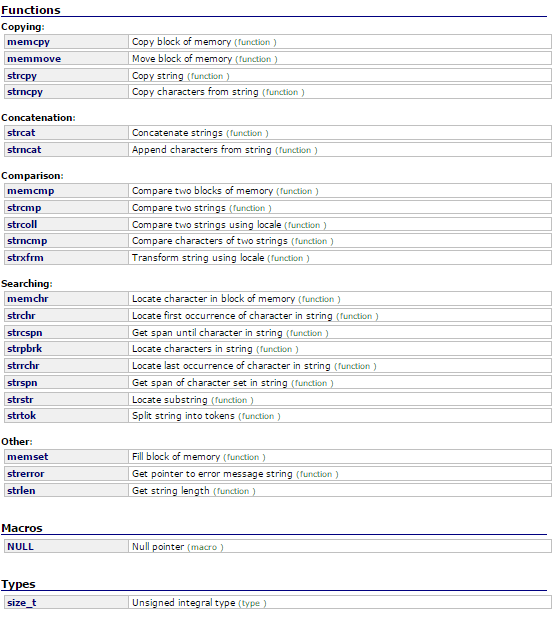 Functions
Copying:
memcpy Copy block of memory (function )
memmove Move block of memory (function )
strcpy Copy string (function )
strncpy Copy characters from string (function )
Concatenation:
strcat Concatenate strings (function )
strncat Append characters from string (function )
Comparison:
memcmp Compare two blocks of memory (function )
strcmp Compare two strings (function )
strcoll Compare two strings using locale (function )
strncmp Compare characters of two strings (function )
strxfrm Transform string using locale (function )
Searching:
memchr Locate character in block of memory (function )
strchr Locate first occurrence of character in string (function )
strcspn Get span until character in string (function )
strpbrk Locate characters in string (function )
strrchr Locate last occurrence of character in string (function )
strspn Get span of character set in string (function )
strstr Locate substring (function )
strtok Split string into tokens (function )
Other:
memset Fill block of memory (function )
strerror Get pointer to error message string (function )
strlen Get string length (function )
Macros
NULL Null pointer (macro )
Types
size_t Unsigned integral type (type )